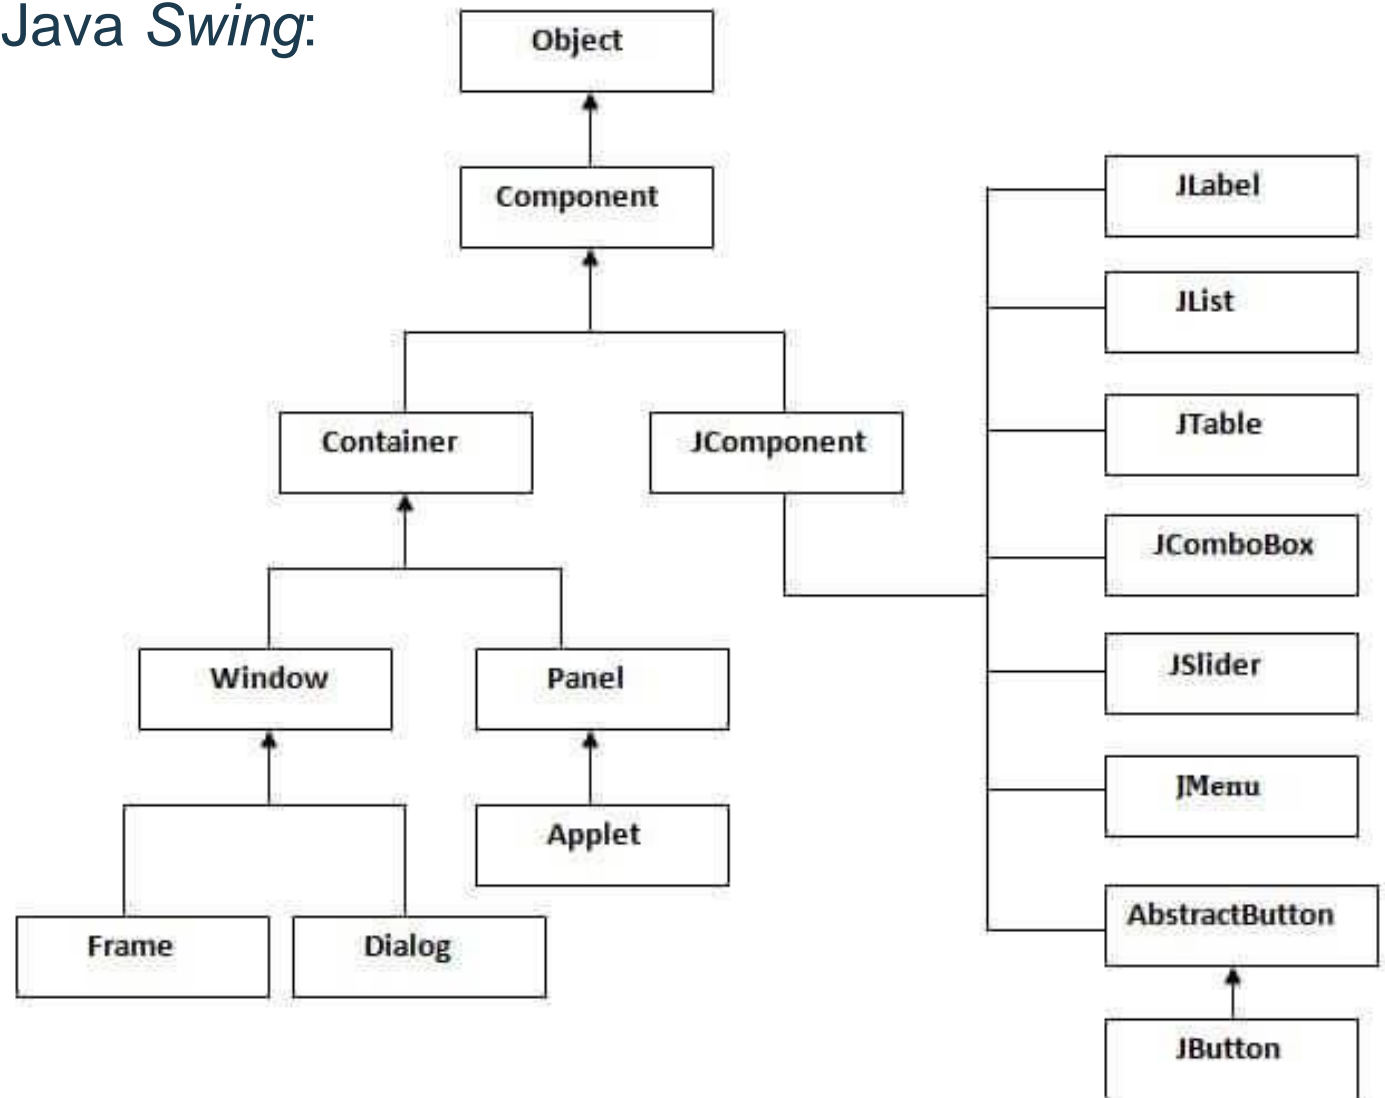 Java Swing:
Object
Component
Container
JComponent
Window
Panel
Applet
Frame
Dialog
JLabel
JList
JTable
JComboBox
JSlider
JMenu
AbstractButton
JButton